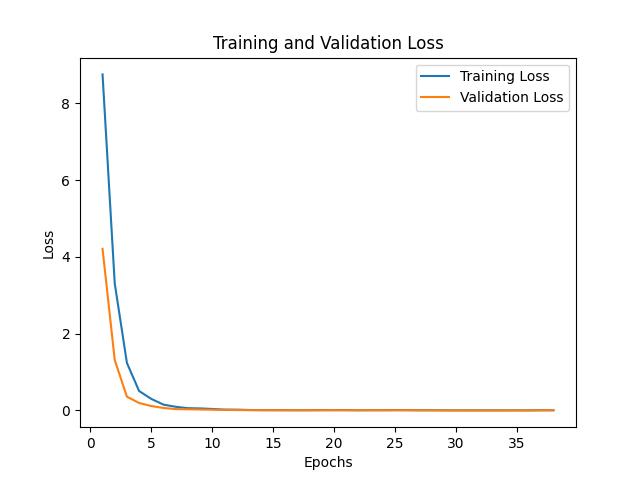 Training and Validation Loss
Training Loss
Validation Loss
8
6
4
2
0
Loss
0 5 10 15 20 25 30 35
Epochs